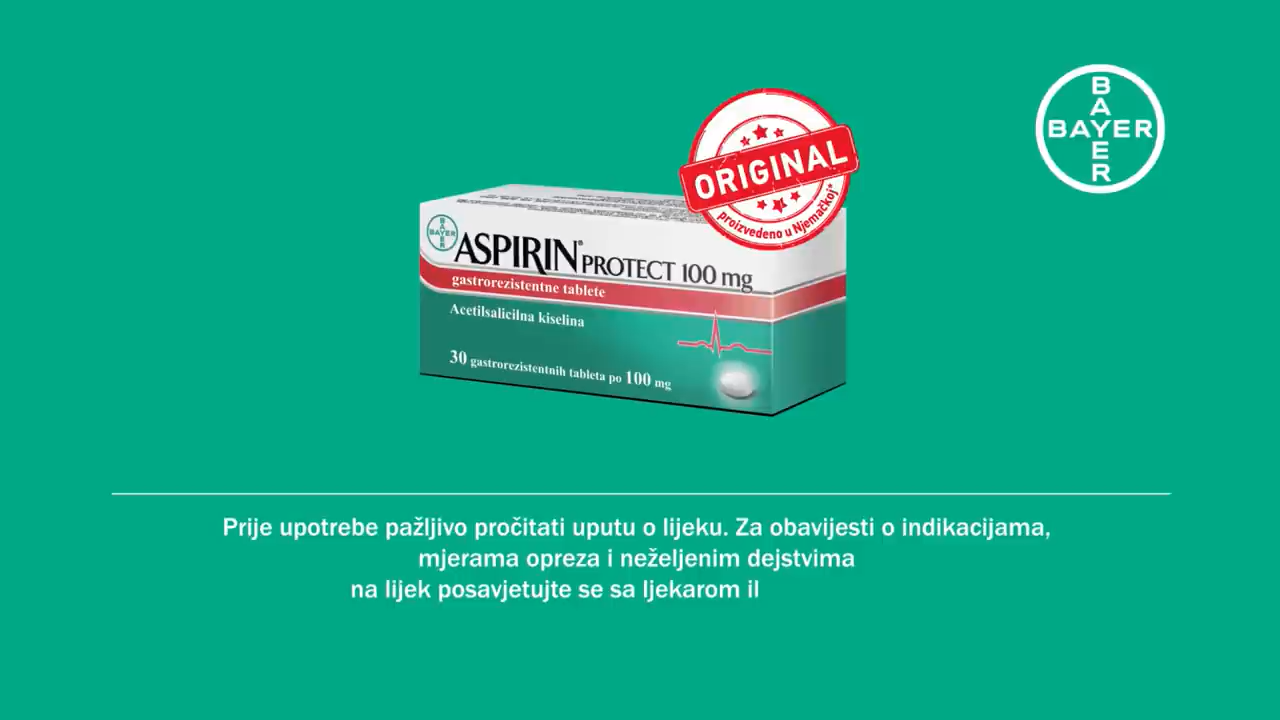 BAYER
BAYER
ORIGINAL
proizvedeno u Njemačkoj*
BAYER
BAYER
ASPIRIN® PROTECT 100 mg
gastrorezistentne tablete
Acetilsalicilna kiselina
30 gastrorezistentnih tableta po 100 mg
Prije upotrebe pažljivo pročitati uputu o lijeku. Za obavijesti o indikacijama,
mjerama opreza i neželjenim dejstvima
na lijek posavjetujte se sa ljekarom il